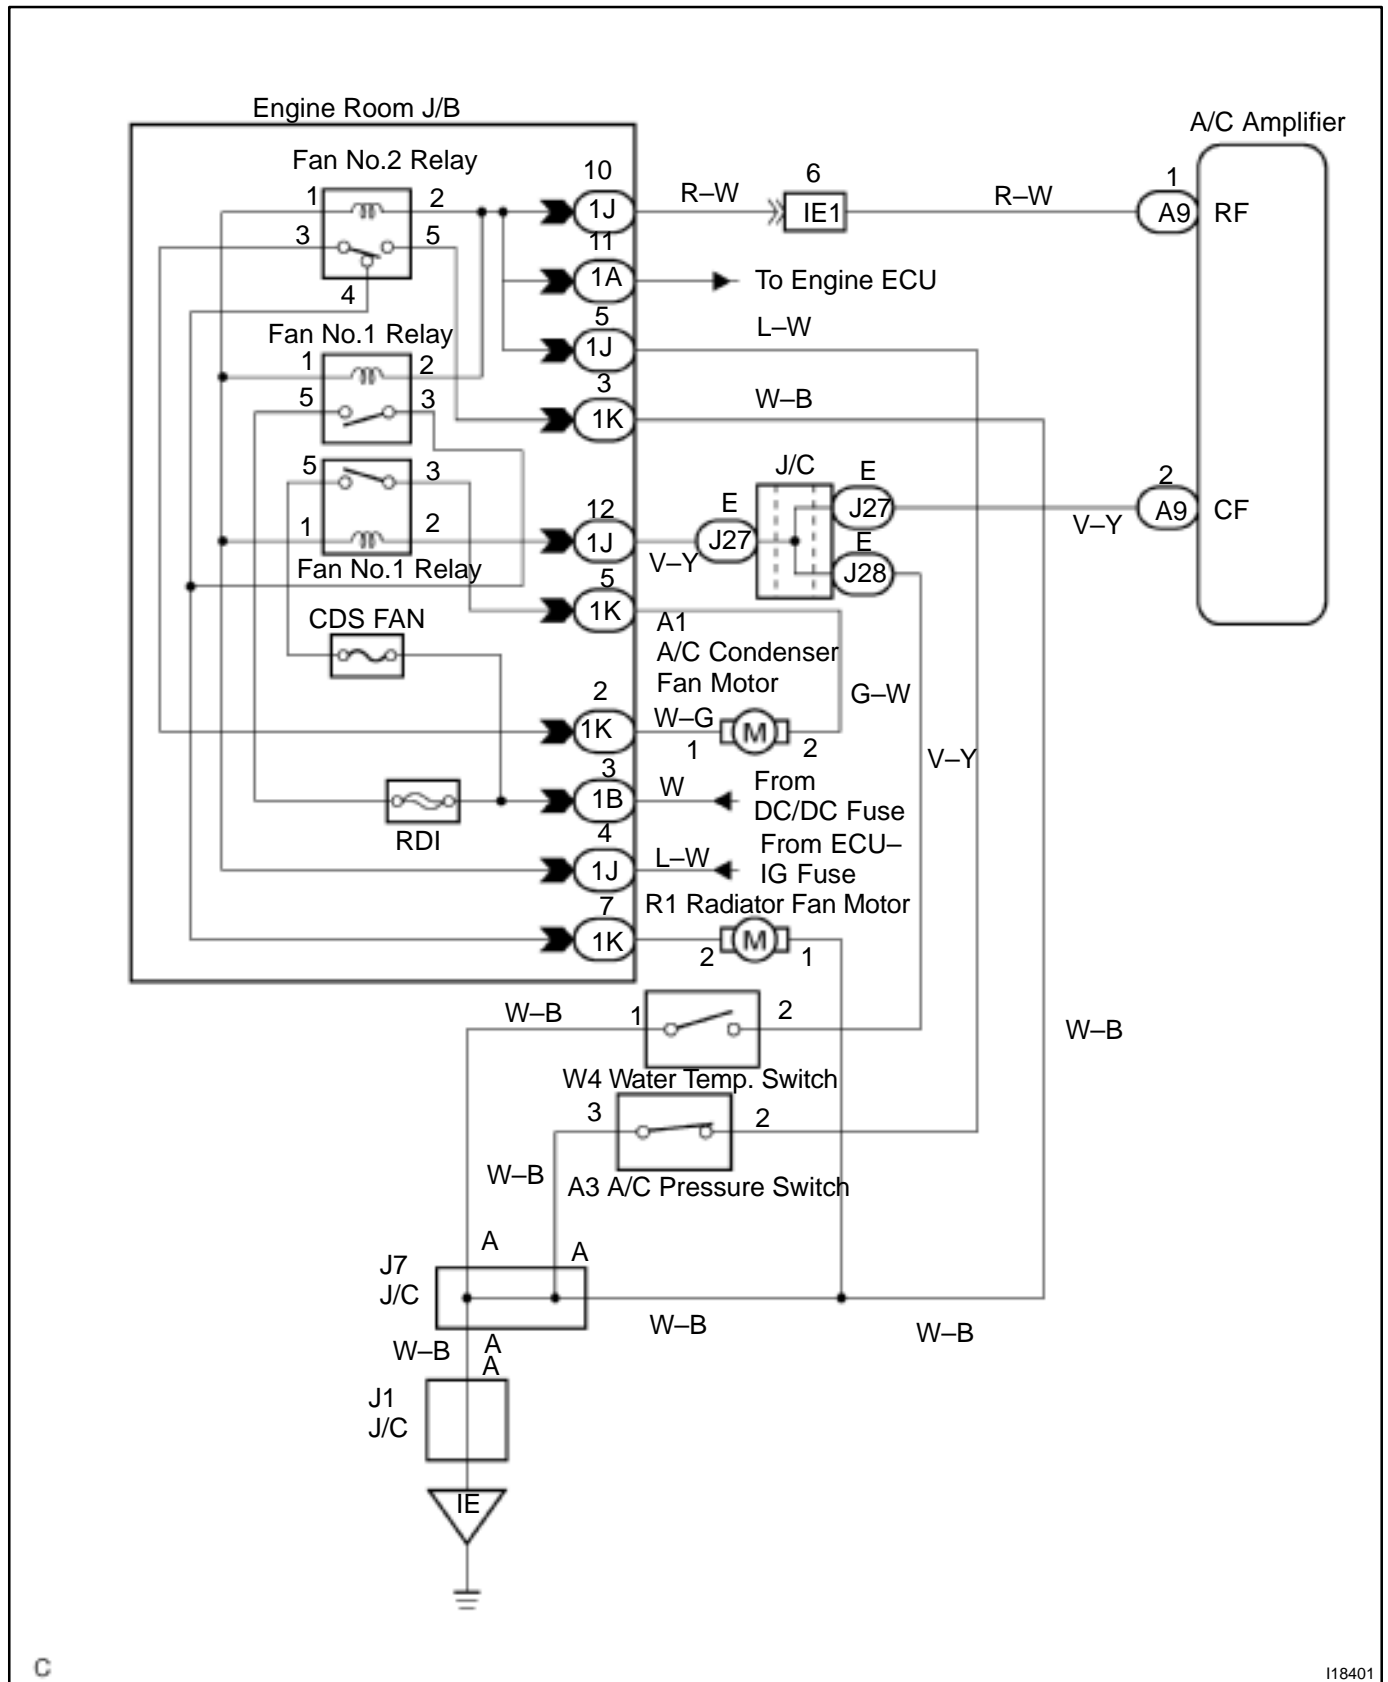 Engine Room J/B
A/C Amplifier
Fan No.2 Relay
1
2
3
5
4
10
1J
R–W
6
IE1
R–W
1
A9
RF
11
1A
To Engine ECU
5
1J
L–W
Fan No.1 Relay
1
2
5
3
3
1K
W–B
5
3
1
2
Fan No.1 Relay
12
1J
V–Y
E
J27
J/C
E
J27
E
J28
V–Y
2
A9
CF
5
1K
A1
A/C Condenser
Fan Motor
G–W
CDS FAN
2
1K
W–G
1
M
2
V–Y
3
1B
W
From
DC/DC Fuse
RDI
4
1J
L–W
From ECU–
IG Fuse
R1 Radiator Fan Motor
7
1K
2
M
1
W–B
1
2
W–B
W4 Water Temp. Switch
3
2
W–B
A3 A/C Pressure Switch
A
A
J7
J/C
W–B
W–B
W–B
A
A
J1
J/C
IE
C
I18401